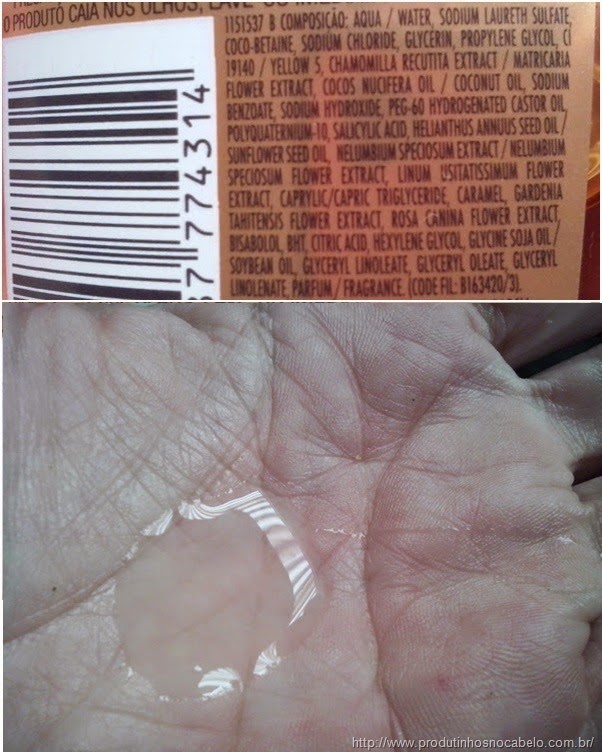 O PRODUTO CAIA NOS OLHOS, LAVE
1151537 B COMPOSIÇÃO: AQUA / WATER, SODIUM LAURETH SULFATE,
COCO-BETAINE, SODIUM CHLORIDE, GLYCERIN, PROPYLENE GLYCOL, CI
19140 / YELLOW 5, CHAMOMILLA RECUTITA EXTRACT / MATRICARIA
FLOWER EXTRACT, COCOS NUCIFERA OIL / COCONUT OIL, SODIUM
BENZOATE, SODIUM HYDROXIDE, PEG-60 HYDROGENATED CASTOR OIL,
POLYQUATERNIUM-10, SALICYLIC ACID, HELIANTHUS ANNUUS SEED OIL /
SUNFLOWER SEED OIL, NELUMBIUM SPECIOSUM EXTRACT / NELUMBIUM
SPECIOSUM FLOWER EXTRACT, LINUM USITATISSIMUM FLOWER
EXTRACT, CAPRYLIC/CAPRIC TRIGLYCERIDE, CARAMEL, GARDENIA
TAHITENSIS FLOWER EXTRACT, ROSA CANINA FLOWER EXTRACT,
BISABOLOL, BHT, CITRIC ACID, HEXYLENE GLYCOL, GLYCINE SOJA OIL /
SOYBEAN OIL, GLYCERYL LINOLEATE, GLYCERYL OLEATE, GLYCERYL
LINOLENATE, PARFUM / FRAGRANCE. (CODE FIL: B163420/3).
87774314
http://www.produtinhosnocabelo.com.br/